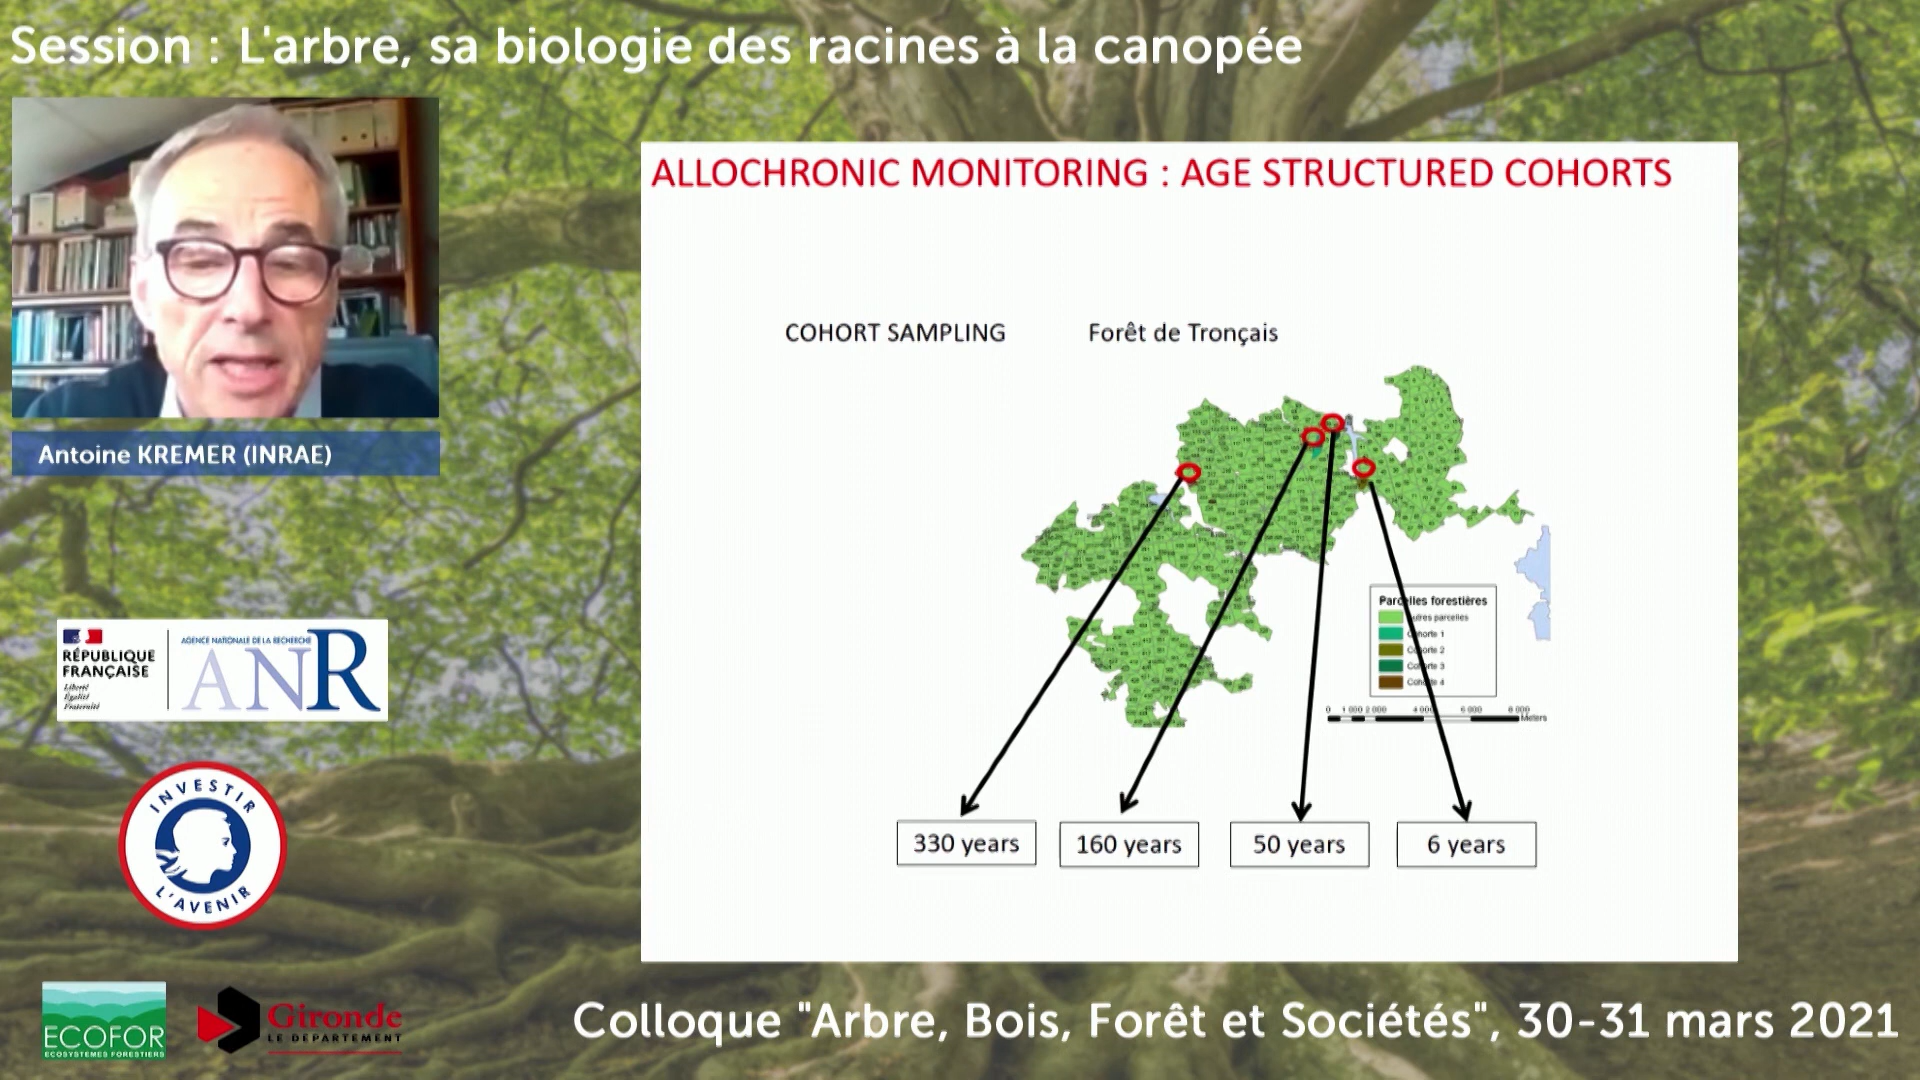 Session : L'arbre, sa biologie des racines à la canopée
Antoine KREMER (INRAE)
RÉPUBLIQUE
FRANÇAISE
Liberté
Égalité
Fraternité
AGENCE NATIONALE DE LA RECHERCHE
ANR
INVESTIR
L'AVENIR
ECOFOR
ECOSYSTEMES FORESTIERS
Gironde
LE DEPARTEMENT
ALLOCHRONIC MONITORING : AGE STRUCTURED COHORTS
COHORT SAMPLING
Forêt de Tronçais
Parcelles forestières
parcelles
Cohorte 1
Cohorte 2
Cohorte 3
Cohorte 4
0 1 000 2 000 4 000 6 000 8 000
Meters
330 years
160 years
50 years
6 years
Colloque "Arbre, Bois, Forêt et Sociétés", 30-31 mars 2021